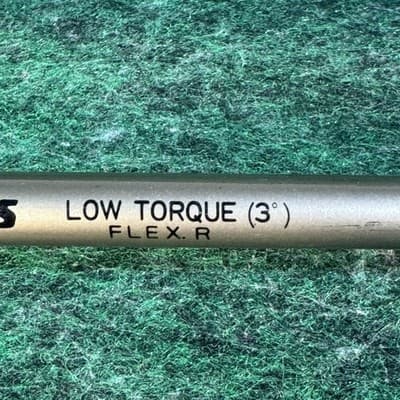 LOW TORQUE (3°)
FLEX. R